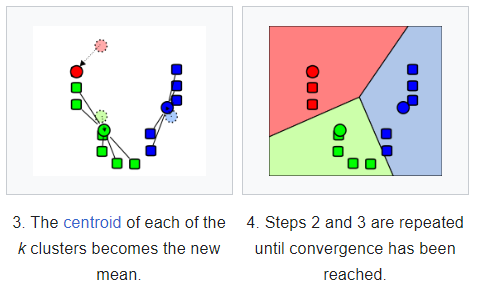 3. The centroid of each of the
k clusters becomes the new
mean.
4. Steps 2 and 3 are repeated
until convergence has been
reached.